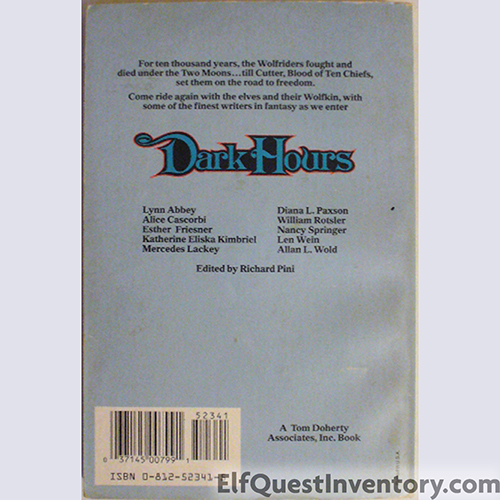 For ten thousand years, the Wolfriders fought and
died under the Two Moons...till Cutter, Blood of Ten Chiefs,
set them on the road to freedom.
Come ride again with the elves and their Wolfkin, with
some of the finest writers in fantasy as we enter
Dark Hours
Lynn Abbey
Alice Cascorbi
Esther Friesner
Katherine Eliska Kimbriel
Mercedes Lackey
Diana L. Paxson
William Rotsler
Nancy Springer
Len Wein
Allan L. Wold
Edited by Richard Pini
52341
0 37145 00799 1
ISBN 0-812-52341-
A Tom Doherty
Associates, Inc. Book
ElfQuestInventory.com